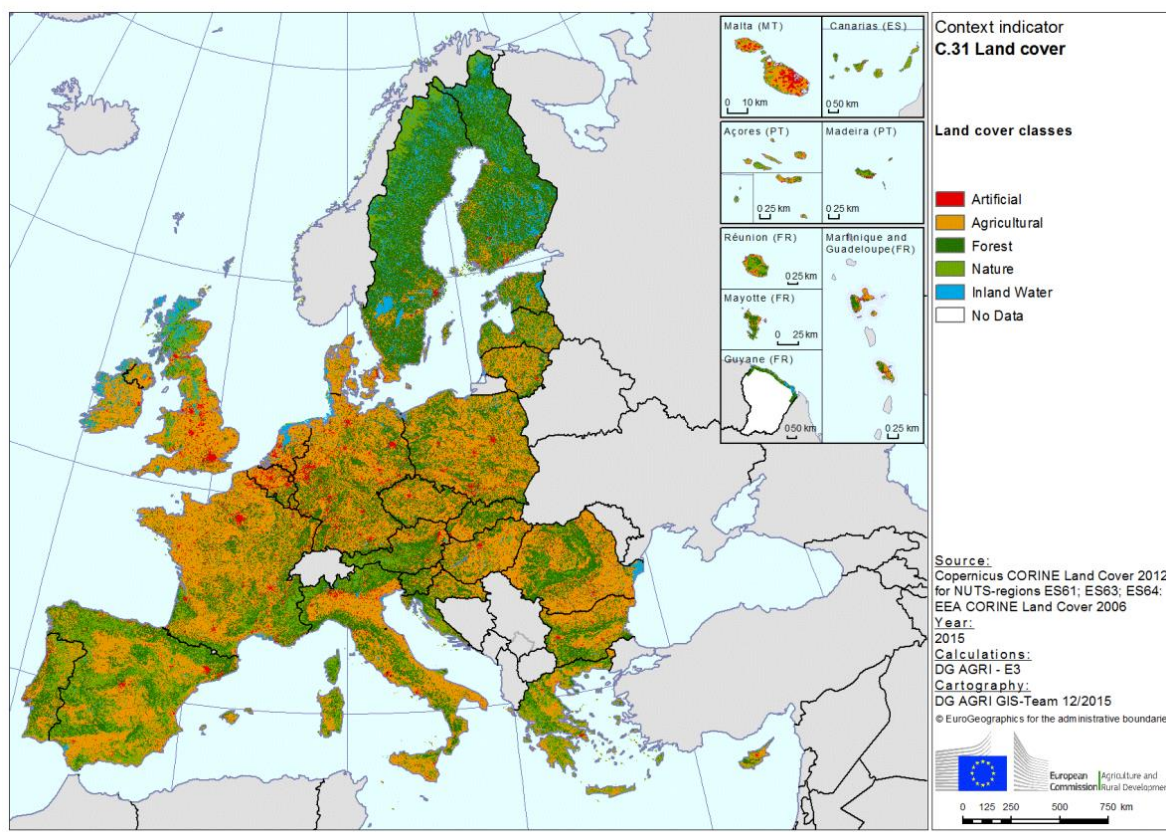 Context indicator
C.31 Land cover
Land cover classes
Artificial
Agricultural
Forest
Nature
Inland Water
No Data
Malta (MT)
0 10 km
Canarias (ES)
0 50 km
Açores (PT)
0 25 km
Madeira (PT)
0 25 km
Réunion (FR)
0 25 km
Martinique and
Guadeloupe(FR)
0 25 km
Mayotte (FR)
0 25 km
Guyane (FR)
0 50 km
Source:
Copernicus CORINE Land Cover 2012
for NUTS-regions ES61; ES63; ES64:
EEA CORINE Land Cover 2006
Year:
2015
Calculations:
DG AGRI - E3
Cartography:
DG AGRI GIS-Team 12/2015
© EuroGeographics for the administrative boundarie
European
Commission
Agriculture and
Rural Developmen
0 125 250 500 750 km